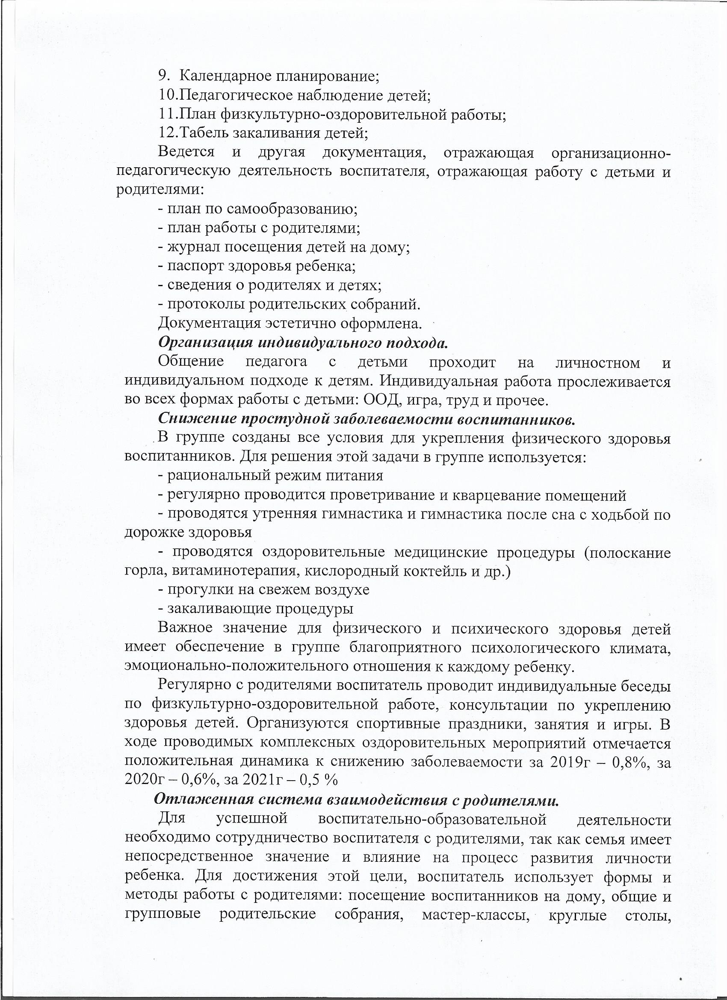 9. Календарное планирование;
10.Педагогическое наблюдение детей;
11.План физкультурно-оздоровительной работы;
12.Табель закаливания детей;
Ведется и другая документация, отражающая организационно-
педагогическую деятельность воспитателя, отражающая работу с детьми и
родителями:
- план по самообразованию;
- план работы с родителями;
- журнал посещения детей на дому;
- паспорт здоровья ребенка;
- сведения о родителях и детях;
- протоколы родительских собраний.
Документация эстетично оформлена.
Организация индивидуального подхода.
Общение педагога с детьми проходит на личностном и
индивидуальном подходе к детям. Индивидуальная работа прослеживается
во всех формах работы с детьми: ООД, игра, труд и прочее.
Снижение простудной заболеваемости воспитанников.
В группе созданы все условия для укрепления физического здоровья
воспитанников. Для решения этой задачи в группе используется:
- рациональный режим питания
- регулярно проводится проветривание и кварцевание помещений
- проводятся утренняя гимнастика и гимнастика после сна с ходьбой по
дорожке здоровья
- проводятся оздоровительные медицинские процедуры (полоскание
горла, витаминотерапия, кислородный коктейль и др.)
- прогулки на свежем воздухе
- закаливающие процедуры
Важное значение для физического и психического здоровья детей
имеет обеспечение в группе благоприятного психологического климата,
эмоционально-положительного отношения к каждому ребенку.
Регулярно с родителями воспитатель проводит индивидуальные беседы
по физкультурно-оздоровительной работе, консультации по укреплению
здоровья детей. Организуются спортивные праздники, занятия и игры. В
ходе проводимых комплексных оздоровительных мероприятий отмечается
положительная динамика к снижению заболеваемости за 2019г – 0,8%, за
2020г – 0,6%, за 2021г – 0,5 %
Отлаженная система взаимодействия с родителями.
Для успешной воспитательно-образовательной деятельности
необходимо сотрудничество воспитателя с родителями, так как семья имеет
непосредственное значение и влияние на процесс развития личности
ребенка. Для достижения этой цели, воспитатель использует формы и
методы работы с родителями: посещение воспитанников на дому, общие и
групповые родительские собрания, мастер-классы, круглые столы,